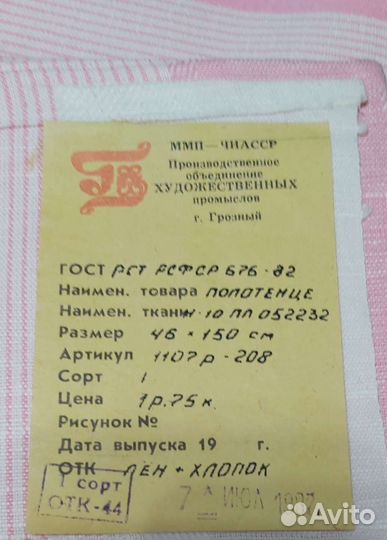 ММП—ЧИАССР
Производственное
объединение
ХУДОЖЕСТВЕННЫХ
промыслов
г. Грозный
ГОСТ РСТ РСФСР 676-82
Наимен. товара ПОЛОТЕНЦЕ
Наимен. ткани 10 ПЛ 052232
Размер 46 × 150 см
Артикул 1107р-208
Сорт 1
Цена 1р.75к.
Рисунок №
Дата выпуска 19 г.
ОТК ЛЕН + ХЛОПОК
1 СОРТ
ОТК-44
ИЮЛ
Avito